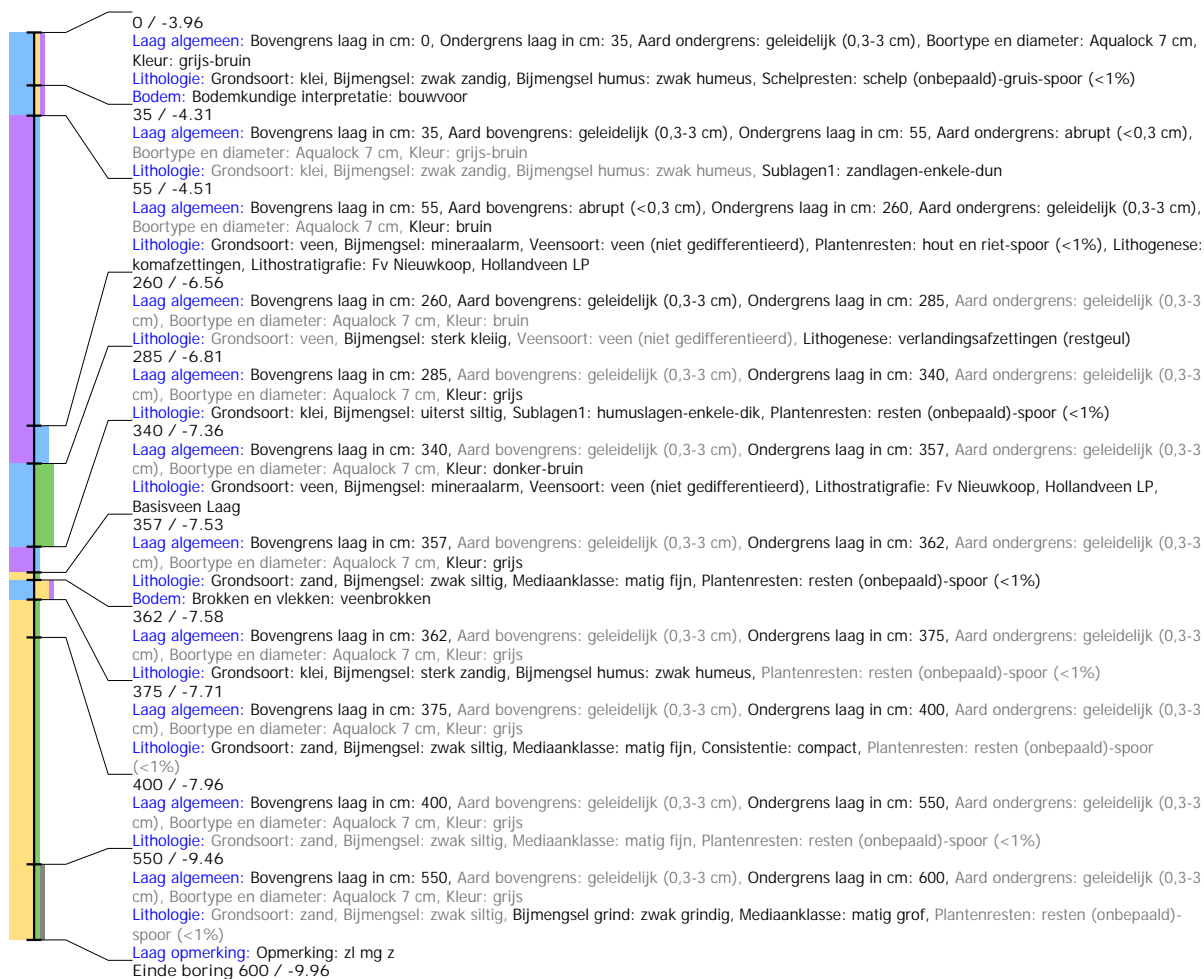 0 / -3.96
Laag algemeen: Bovengrens laag in cm: 0, Ondergrens laag in cm: 35, Aard ondergrens: geleidelijk (0,3-3 cm), Boortype en diameter: Aqualock 7 cm,
Kleur: grijs-bruin
Lithologie: Grondsoort: klei, Bijmengsel: zwak zandig, Bijmengsel humus: zwak humeus, Schelpresten: schelp (onbepaald)-gruis-spoor (<1%)
Bodem: Bodemkundige interpretatie: bouwvoor
35 / -4.31
Laag algemeen: Bovengrens laag in cm: 35, Aard bovengrens: geleidelijk (0,3-3 cm), Ondergrens laag in cm: 55, Aard ondergrens: abrupt (<0,3 cm),
Boortype en diameter: Aqualock 7 cm, Kleur: grijs-bruin
Lithologie: Grondsoort: klei, Bijmengsel: zwak zandig, Bijmengsel humus: zwak humeus, Sublagen1: zandlagen-enkele-dun
55 / -4.51
Laag algemeen: Bovengrens laag in cm: 55, Aard bovengrens: abrupt (<0,3 cm), Ondergrens laag in cm: 260, Aard ondergrens: geleidelijk (0,3-3 cm),
Boortype en diameter: Aqualock 7 cm, Kleur: bruin
Lithologie: Grondsoort: veen, Bijmengsel: mineraalarm, Veensoort: veen (niet gedifferentieerd), Plantenresten: hout en riet-spoor (<1%), Lithogenese:
komafzettingen, Lithostratigrafie: Fv Nieuwkoop, Hollandveen LP
260 / -6.56
Laag algemeen: Bovengrens laag in cm: 260, Aard bovengrens: geleidelijk (0,3-3 cm), Ondergrens laag in cm: 285, Aard ondergrens: geleidelijk (0,3-3
cm), Boortype en diameter: Aqualock 7 cm, Kleur: bruin
Lithologie: Grondsoort: veen, Bijmengsel: sterk kleiig, Veensoort: veen (niet gedifferentieerd), Lithogenese: verlandingsafzettingen (restgeul)
285 / -6.81
Laag algemeen: Bovengrens laag in cm: 285, Aard bovengrens: geleidelijk (0,3-3 cm), Ondergrens laag in cm: 340, Aard ondergrens: geleidelijk (0,3-3
cm), Boortype en diameter: Aqualock 7 cm, Kleur: grijs
Lithologie: Grondsoort: klei, Bijmengsel: uiterst siltig, Sublagen1: humuslagen-enkele-dik, Plantenresten: resten (onbepaald)-spoor (<1%)
340 / -7.36
Laag algemeen: Bovengrens laag in cm: 340, Aard bovengrens: geleidelijk (0,3-3 cm), Ondergrens laag in cm: 357, Aard ondergrens: geleidelijk (0,3-3
cm), Boortype en diameter: Aqualock 7 cm, Kleur: donker-bruin
Lithologie: Grondsoort: veen, Bijmengsel: mineraalarm, Veensoort: veen (niet gedifferentieerd), Lithostratigrafie: Fv Nieuwkoop, Hollandveen LP,
Basisveen Laag
357 / -7.53
Laag algemeen: Bovengrens laag in cm: 357, Aard bovengrens: geleidelijk (0,3-3 cm), Ondergrens laag in cm: 362, Aard ondergrens: geleidelijk (0,3-3
cm), Boortype en diameter: Aqualock 7 cm, Kleur: grijs
Lithologie: Grondsoort: zand, Bijmengsel: zwak siltig, Mediaanklasse: matig fijn, Plantenresten: resten (onbepaald)-spoor (<1%)
Bodem: Brokken en vlekken: veenbrokken
362 / -7.58
Laag algemeen: Bovengrens laag in cm: 362, Aard bovengrens: geleidelijk (0,3-3 cm), Ondergrens laag in cm: 375, Aard ondergrens: geleidelijk (0,3-3
cm), Boortype en diameter: Aqualock 7 cm, Kleur: grijs
Lithologie: Grondsoort: klei, Bijmengsel: sterk zandig, Bijmengsel humus: zwak humeus, Plantenresten: resten (onbepaald)-spoor (<1%)
375 / -7.71
Laag algemeen: Bovengrens laag in cm: 375, Aard bovengrens: geleidelijk (0,3-3 cm), Ondergrens laag in cm: 400, Aard ondergrens: geleidelijk (0,3-3
cm), Boortype en diameter: Aqualock 7 cm, Kleur: grijs
Lithologie: Grondsoort: zand, Bijmengsel: zwak siltig, Mediaanklasse: matig fijn, Consistentie: compact, Plantenresten: resten (onbepaald)-spoor
(<1%)
400 / -7.96
Laag algemeen: Bovengrens laag in cm: 400, Aard bovengrens: geleidelijk (0,3-3 cm), Ondergrens laag in cm: 550, Aard ondergrens: geleidelijk (0,3-3
cm), Boortype en diameter: Aqualock 7 cm, Kleur: grijs
Lithologie: Grondsoort: zand, Bijmengsel: zwak siltig, Mediaanklasse: matig fijn, Plantenresten: resten (onbepaald)-spoor (<1%)
550 / -9.46
Laag algemeen: Bovengrens laag in cm: 550, Aard bovengrens: geleidelijk (0,3-3 cm), Ondergrens laag in cm: 600, Aard ondergrens: geleidelijk (0,3-3
cm), Boortype en diameter: Aqualock 7 cm, Kleur: grijs
Lithologie: Grondsoort: zand, Bijmengsel: zwak siltig, Bijmengsel grind: zwak grindig, Mediaanklasse: matig grof, Plantenresten: resten (onbepaald)-
spoor (<1%)
Laag opmerking: Opmerking: zl mg z
Einde boring 600 / -9.96